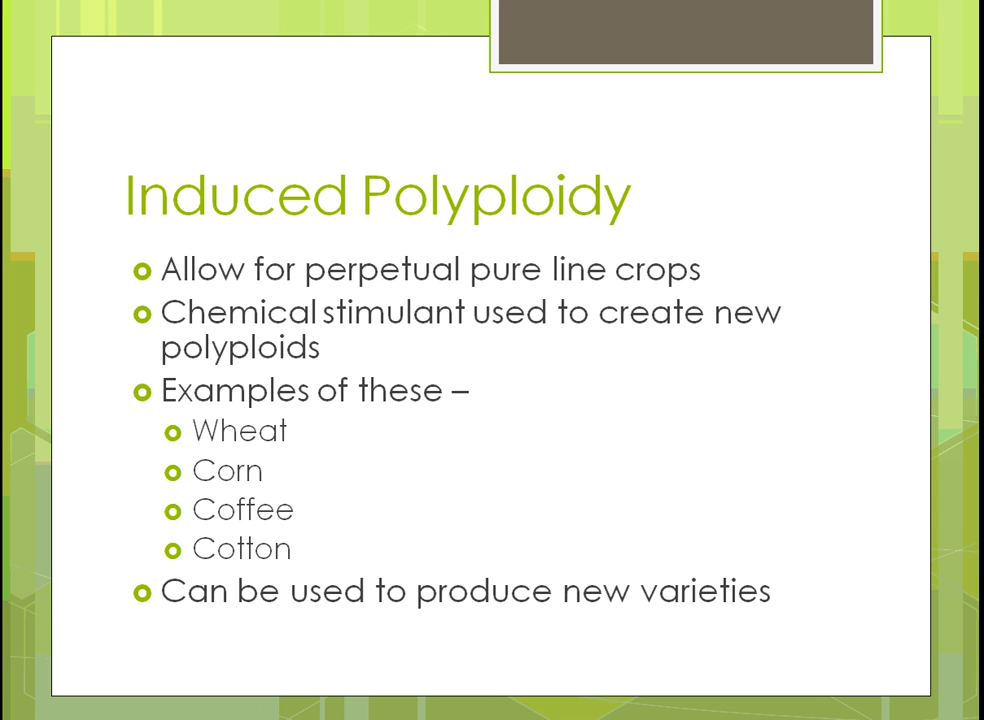 Induced Polyploidy
Allow for perpetual pure line crops
Chemical stimulant used to create new
polyploids
Examples of these –
Wheat
Corn
Coffee
Cotton
Can be used to produce new varieties